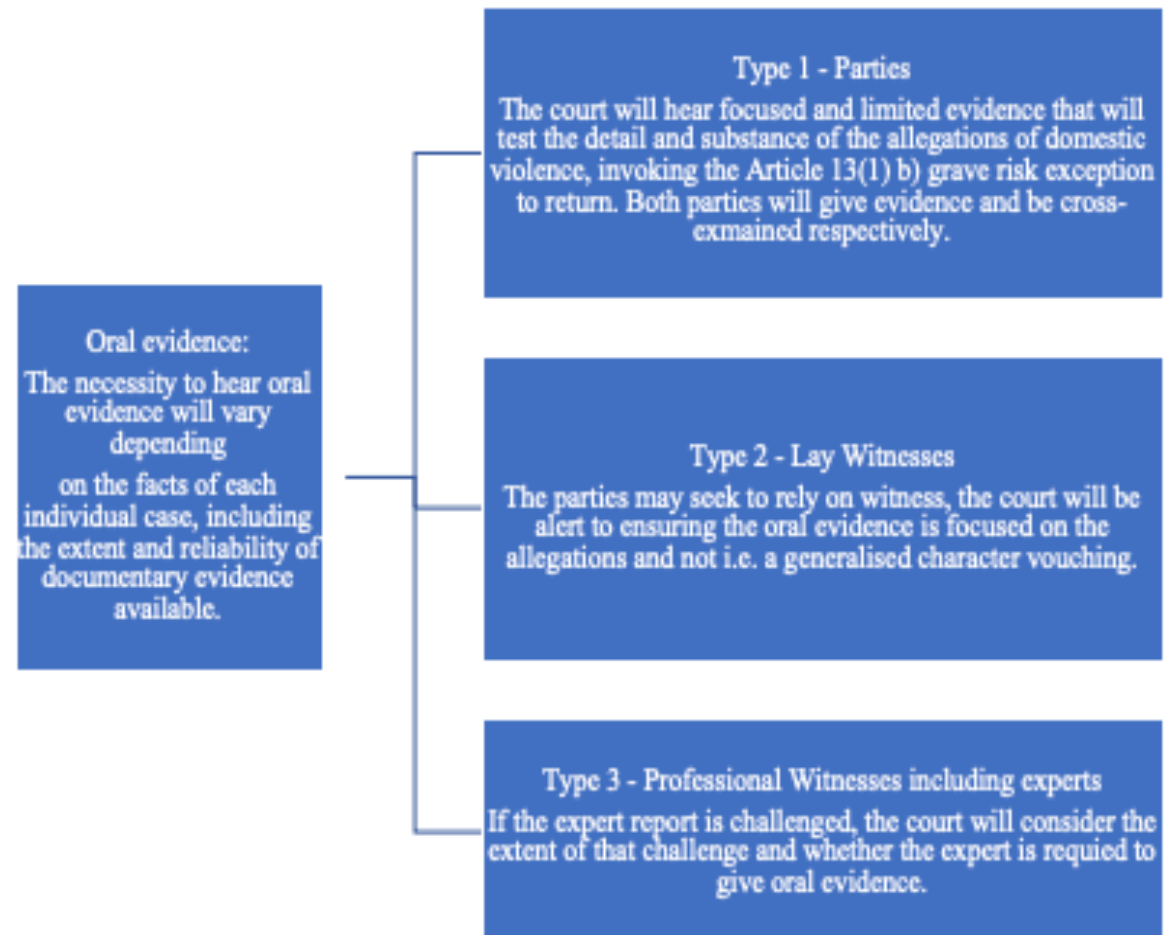 Oral evidence:
The necessity to hear oral
evidence will vary
depending
on the facts of each
individual case, including
the extent and reliability of
documentary evidence
available.
Type 1 - Parties
The court will hear focused and limited evidence that will
test the detail and substance of the allegations of domestic
violence, invoking the Article 13(1) b) grave risk exception
to return. Both parties will give evidence and be cross-
exmained respectively.
Type 2 - Lay Witnesses
The parties may seek to rely on witness, the court will be
alert to ensuring the oral evidence is focused on the
allegations and not i.e. a generalised character vouching.
Type 3 - Professional Witnesses including experts
If the expert report is challenged, the court will consider the
extent of that challenge and whether the expert is requied to
give oral evidence.